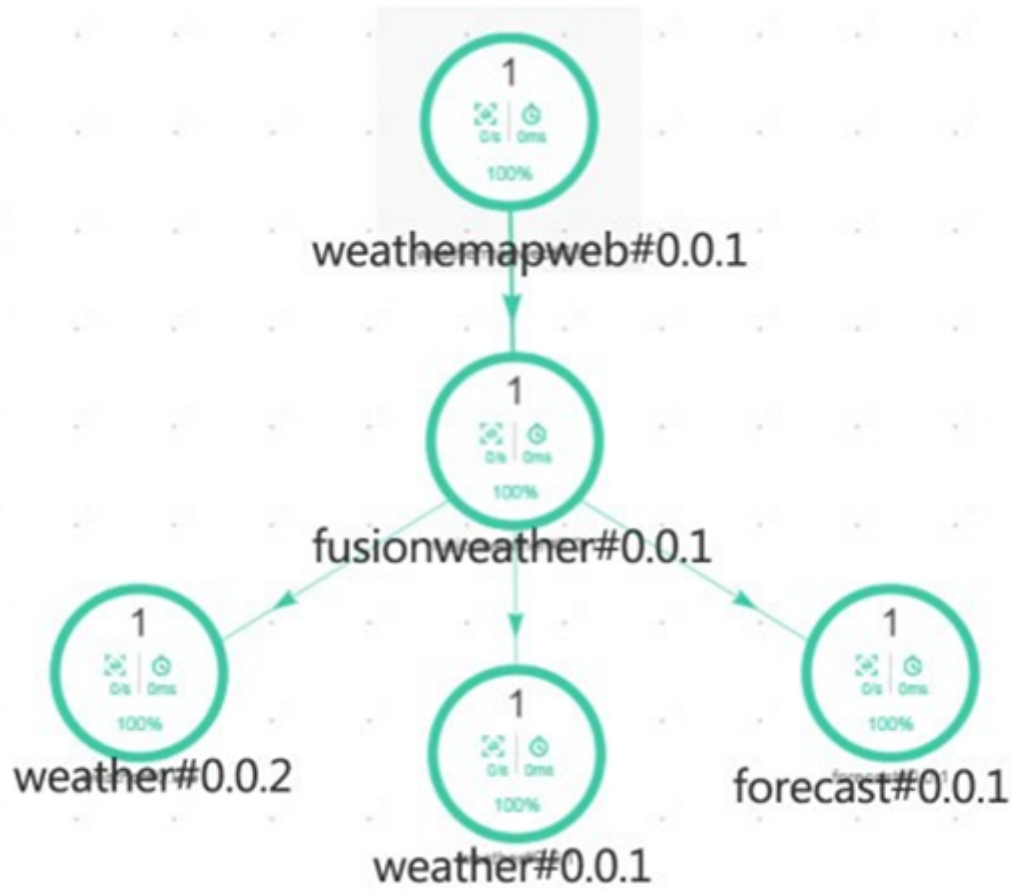 1
0/s 0ms
100%
weathemapweb#0.0.1
1
0/s 0ms
100%
fusionweather#0.0.1
1
0/s 0ms
100%
weather#0.0.2
1
0/s 0ms
100%
weather#0.0.1
1
0/s 0ms
100%
forecast#0.0.1